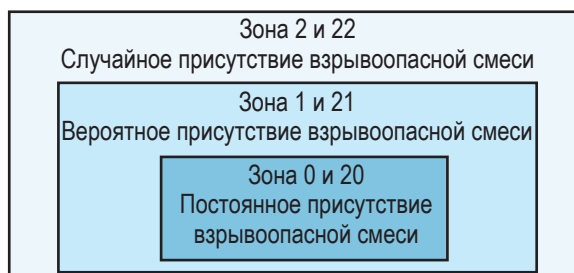 Зона 2 и 22
Случайное присутствие взрывоопасной смеси
Зона 1 и 21
Вероятное присутствие взрывоопасной смеси
Зона 0 и 20
Постоянное присутствие
взрывоопасной смеси